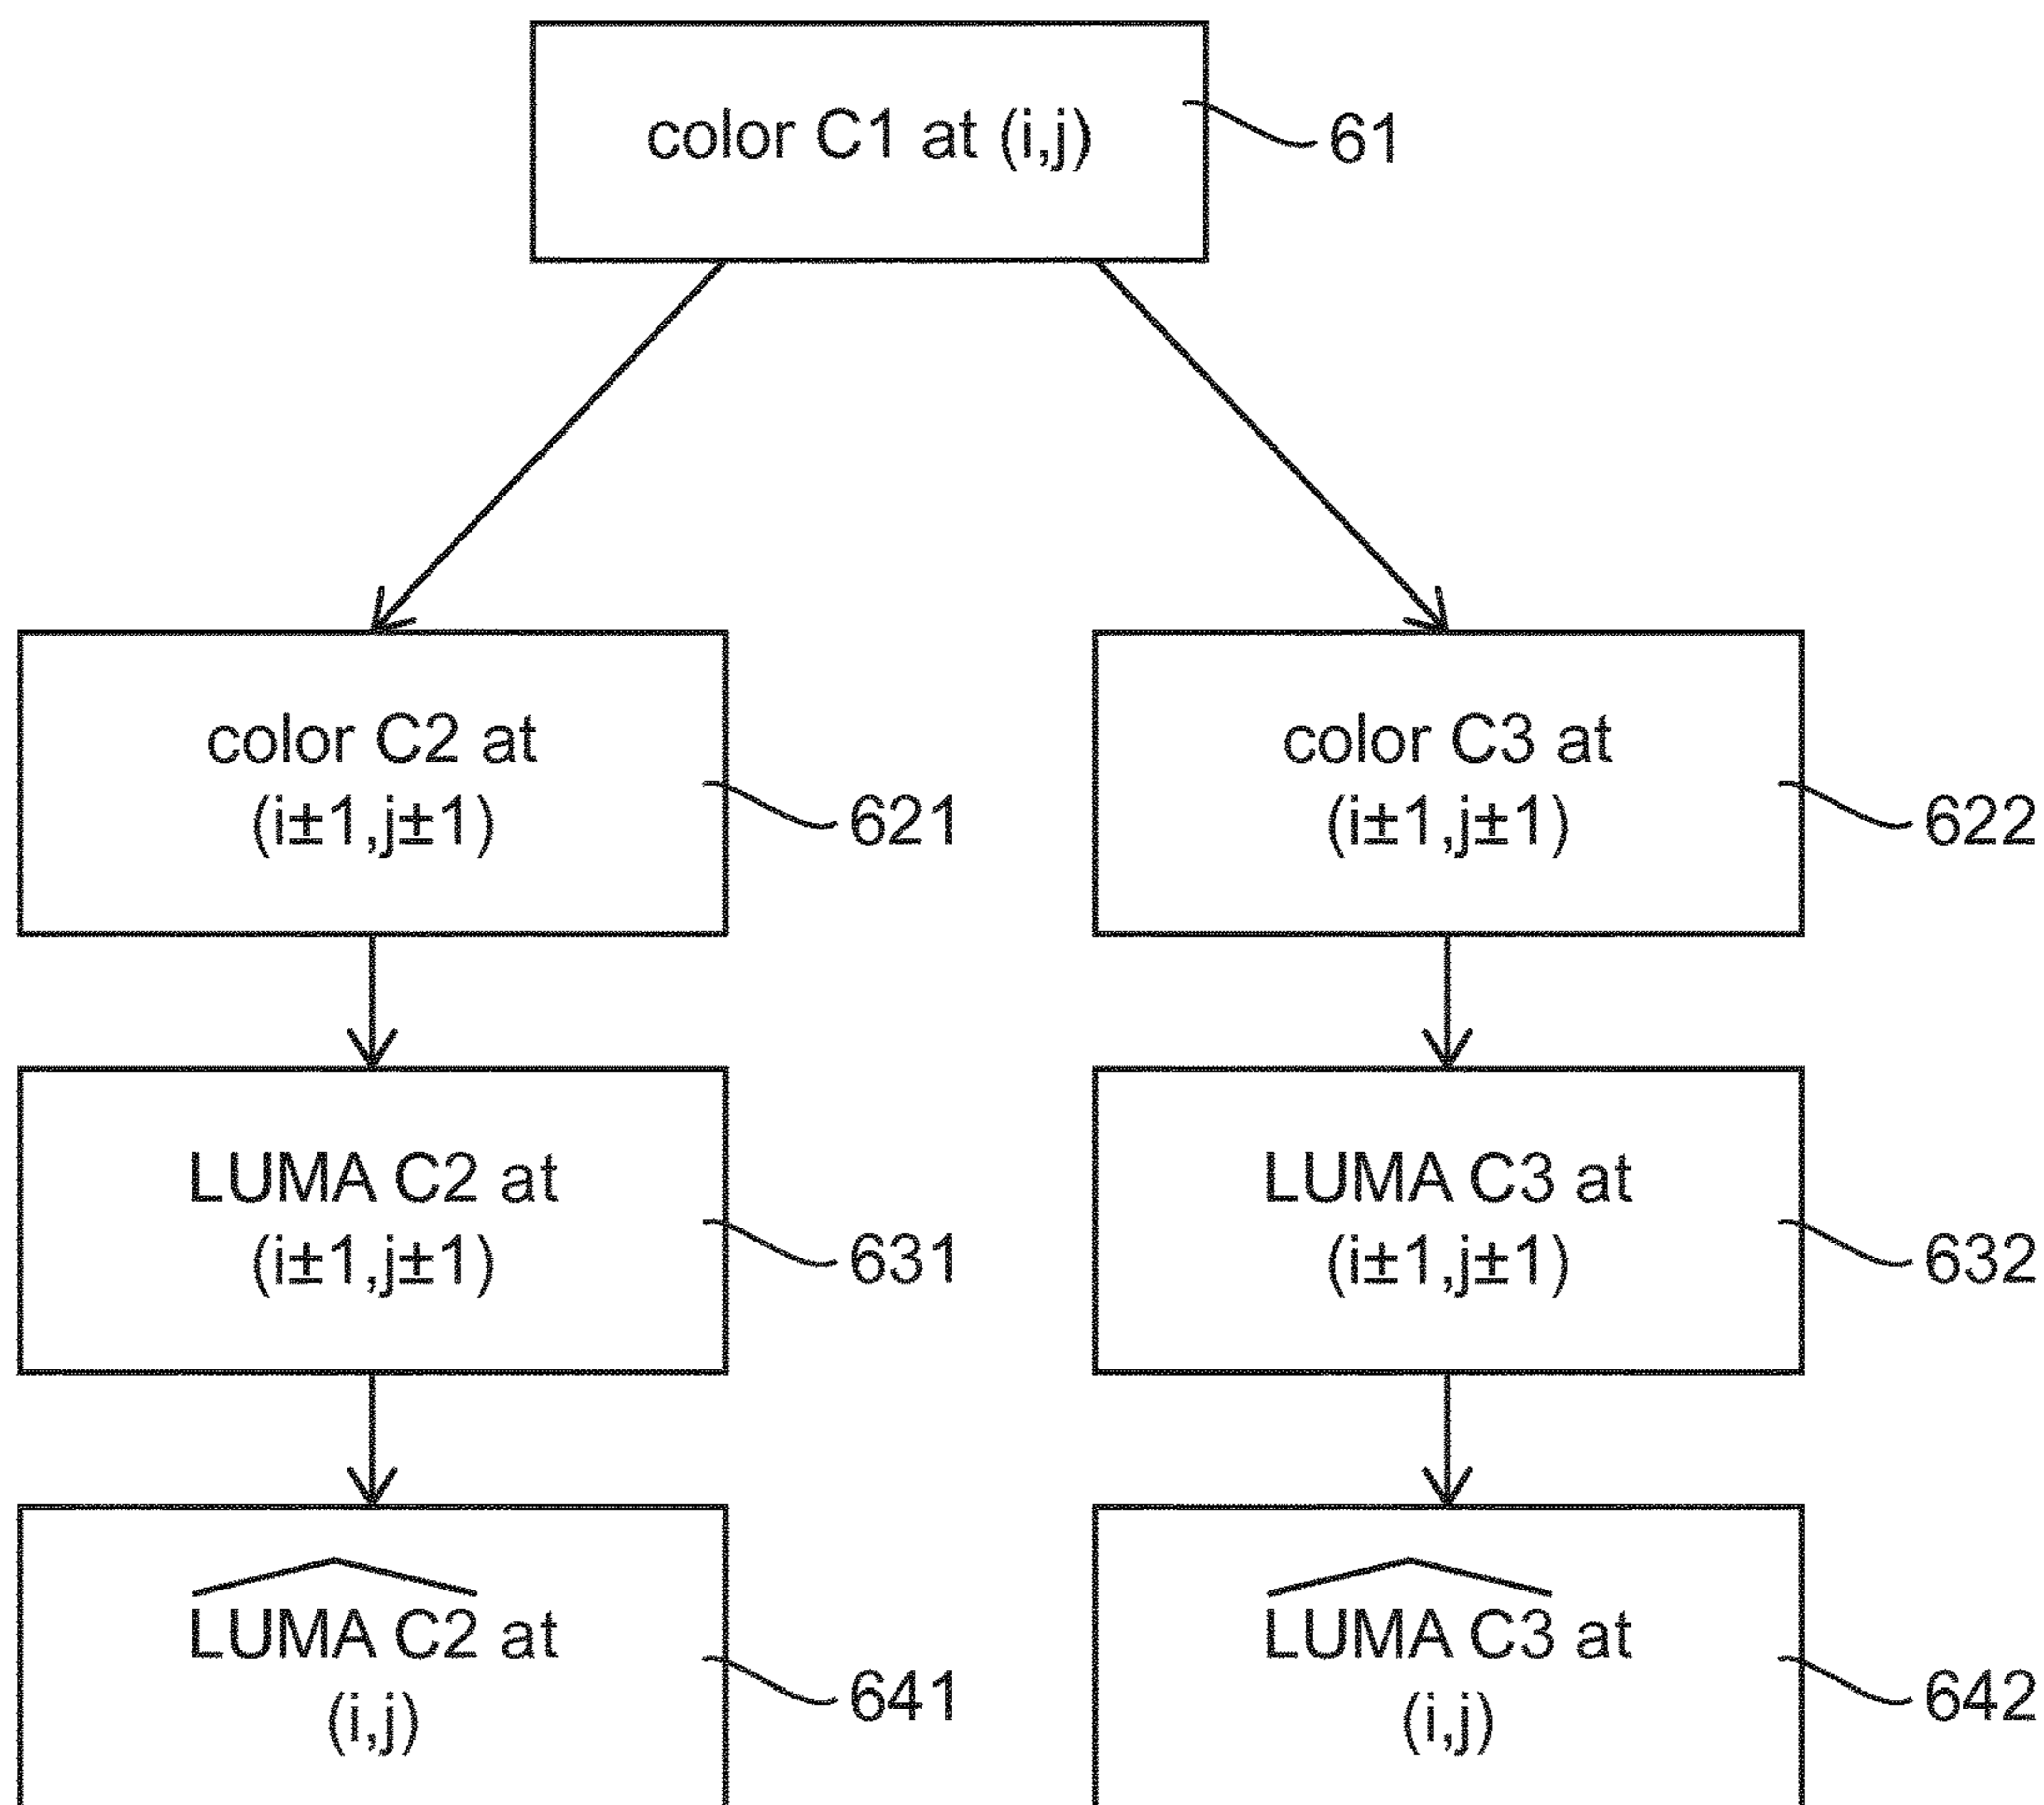 color C1 at (i,j)
61
color C2 at
(i±1,j±1)
621
color C3 at
(i±1,j±1)
622
LUMA C2 at
(i±1,j±1)
631
LUMA C3 at
(i±1,j±1)
632
LUMA C2 at
(i,j)
641
LUMA C3 at
(i,j)
642